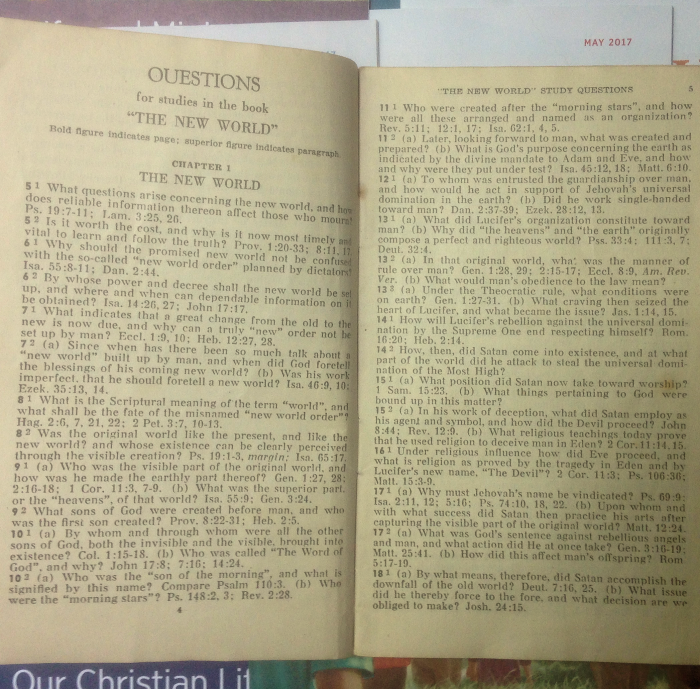 MAY 2017
QUESTIONS
for studies in the book
"THE NEW WORLD"
Bold figure indicates page; superior figure indicates paragraph
CHAPTER 1
THE NEW WORLD
5 1 What questions arise concerning the new world, and how
does reliable information thereon affect those who mourn?
Ps. 19:7-11; Lam. 3:25, 26.
5 2 Is it worth the cost, and why is it now most timely and
vital to learn and follow the truth? Prov. 1:20-33; 8:11, 17.
6 1 Why should the promised new world not be confused
with the so-called "new world order" planned by dictators?
Isa. 55:8-11; Dan. 2:44.
6 2 By whose power and decree shall the new world be set
up, and where and when can dependable information on it
be obtained? Isa. 14:26, 27; John 17:17.
7 1 What indicates that a great change from the old to the
new is now due, and why can a truly "new" order not be
set up by man? Eccl. 1:9, 10; Heb. 12:27, 28.
7 2 (a) Since when has there been so much talk about a
"new world" built up by man, and when did God foretell
the blessings of his coming new world? (b) Was his work
imperfect, that he should foretell a new world? Isa. 46:9, 10;
Ezek. 35:13, 14.
8 1 What is the Scriptural meaning of the term "world", and
what shall be the fate of the misnamed "new world order"?
Hag. 2:6, 7, 21, 22; 2 Pet. 3:7, 10-13.
8 2 Was the original world like the present, and like the
new world? and whose existence can be clearly perceived
through the visible creation? Ps. 19:1-3, margin; Isa. 65:17.
9 1 (a) Who was the visible part of the original world, and
how was he made the earthly part thereof? Gen. 1:27, 28;
2:16-18; 1 Cor. 11:3, 7-9. (b) What was the superior part,
or the "heavens", of that world? Isa. 55:9; Gen. 3:24.
9 2 What sons of God were created before man, and who
was the first son created? Prov. 8:22-31; Heb. 2:5.
10 1 (a) By whom and through whom were all the other
sons of God, both the invisible and the visible, brought into
existence? Col. 1:15-18. (b) Who was called "The Word of
God", and why? John 17:8; 7:16; 14:24.
10 2 (a) Who was the "son of the morning", and what is
signified by this name? Compare Psalm 110:3. (b) Who
were the "morning stars"? Ps. 148:2, 3; Rev. 2:28.
4
"THE NEW WORLD" STUDY QUESTIONS 5
11 1 Who were created after the "morning stars", and how
were all these arranged and named as an organization?
Rev. 5:11; 12:1, 17; Isa. 62:1, 4, 5.
11 2 (a) Later, looking forward to man, what was created and
prepared? (b) What is God's purpose concerning the earth as
indicated by the divine mandate to Adam and Eve, and how
and why were they put under test? Isa. 45:12, 18; Matt. 6:10.
12 1 (a) To whom was entrusted the guardianship over man,
and how would he act in support of Jehovah's universal
domination in the earth? (b) Did he work single-handed
toward man? Dan. 2:37-39; Ezek. 28:12, 13.
13 1 (a) What did Lucifer's organization constitute toward
man? (b) Why did "the heavens" and "the earth" originally
compose a perfect and righteous world? Pss. 33:4; 111:3, 7;
Deut. 32:4.
13 2 (a) In that original world, what was the manner of
rule over man? Gen. 1:28, 29; 2:15-17; Eccl. 8:9, Am. Rev.
Ver. (b) What would man's obedience to the law mean?
13 3 (a) Under the Theocratic rule, what conditions were
on earth? Gen. 1:27-31. (b) What craving then seized the
heart of Lucifer, and what became the issue? Jas. 1:14, 15.
14 1 How will Lucifer's rebellion against the universal domi-
nation by the Supreme One end respecting himself? Rom.
16:20; Heb. 2:14.
14 2 How, then, did Satan come into existence, and at what
part of the world did he attack to steal the universal domi-
nation of the Most High?
15 1 (a) What position did Satan now take toward worship?
1 Sam. 15:23. (b) What things pertaining to God were
bound up in this matter?
15 2 (a) In his work of deception, what did Satan employ as
his agent and symbol, and how did the Devil proceed? John
8:44; Rev. 12:9. (b) What religious teachings today prove
that he used religion to deceive man in Eden? 2 Cor. 11:14, 15.
16 1 Under religious influence how did Eve proceed, and
what is religion as proved by the tragedy in Eden and by
Lucifer's new name, "The Devil"? 2 Cor. 11:3; Ps. 106:36;
Matt. 15:3-9.
17 1 (a) Why must Jehovah's name be vindicated? Ps. 69:9;
Isa. 2:11, 12; 5:16; Ps. 74:10, 18, 22. (b) Upon whom and
with what success did Satan then practice his arts after
capturing the visible part of the original world? Matt. 12:24.
17 2 (a) What was God's sentence against rebellious angels
and man, and what action did He at once take? Gen. 3:16-19;
Matt. 25:41. (b) How did this affect man's offspring? Rom.
5:17-19.
18 1 (a) By what means, therefore, did Satan accomplish the
downfall of the old world? Deut. 7:16, 25. (b) What issue
did he thereby force to the fore, and what decision are we
obliged to make? Josh. 24:15.
Our Christian Lif